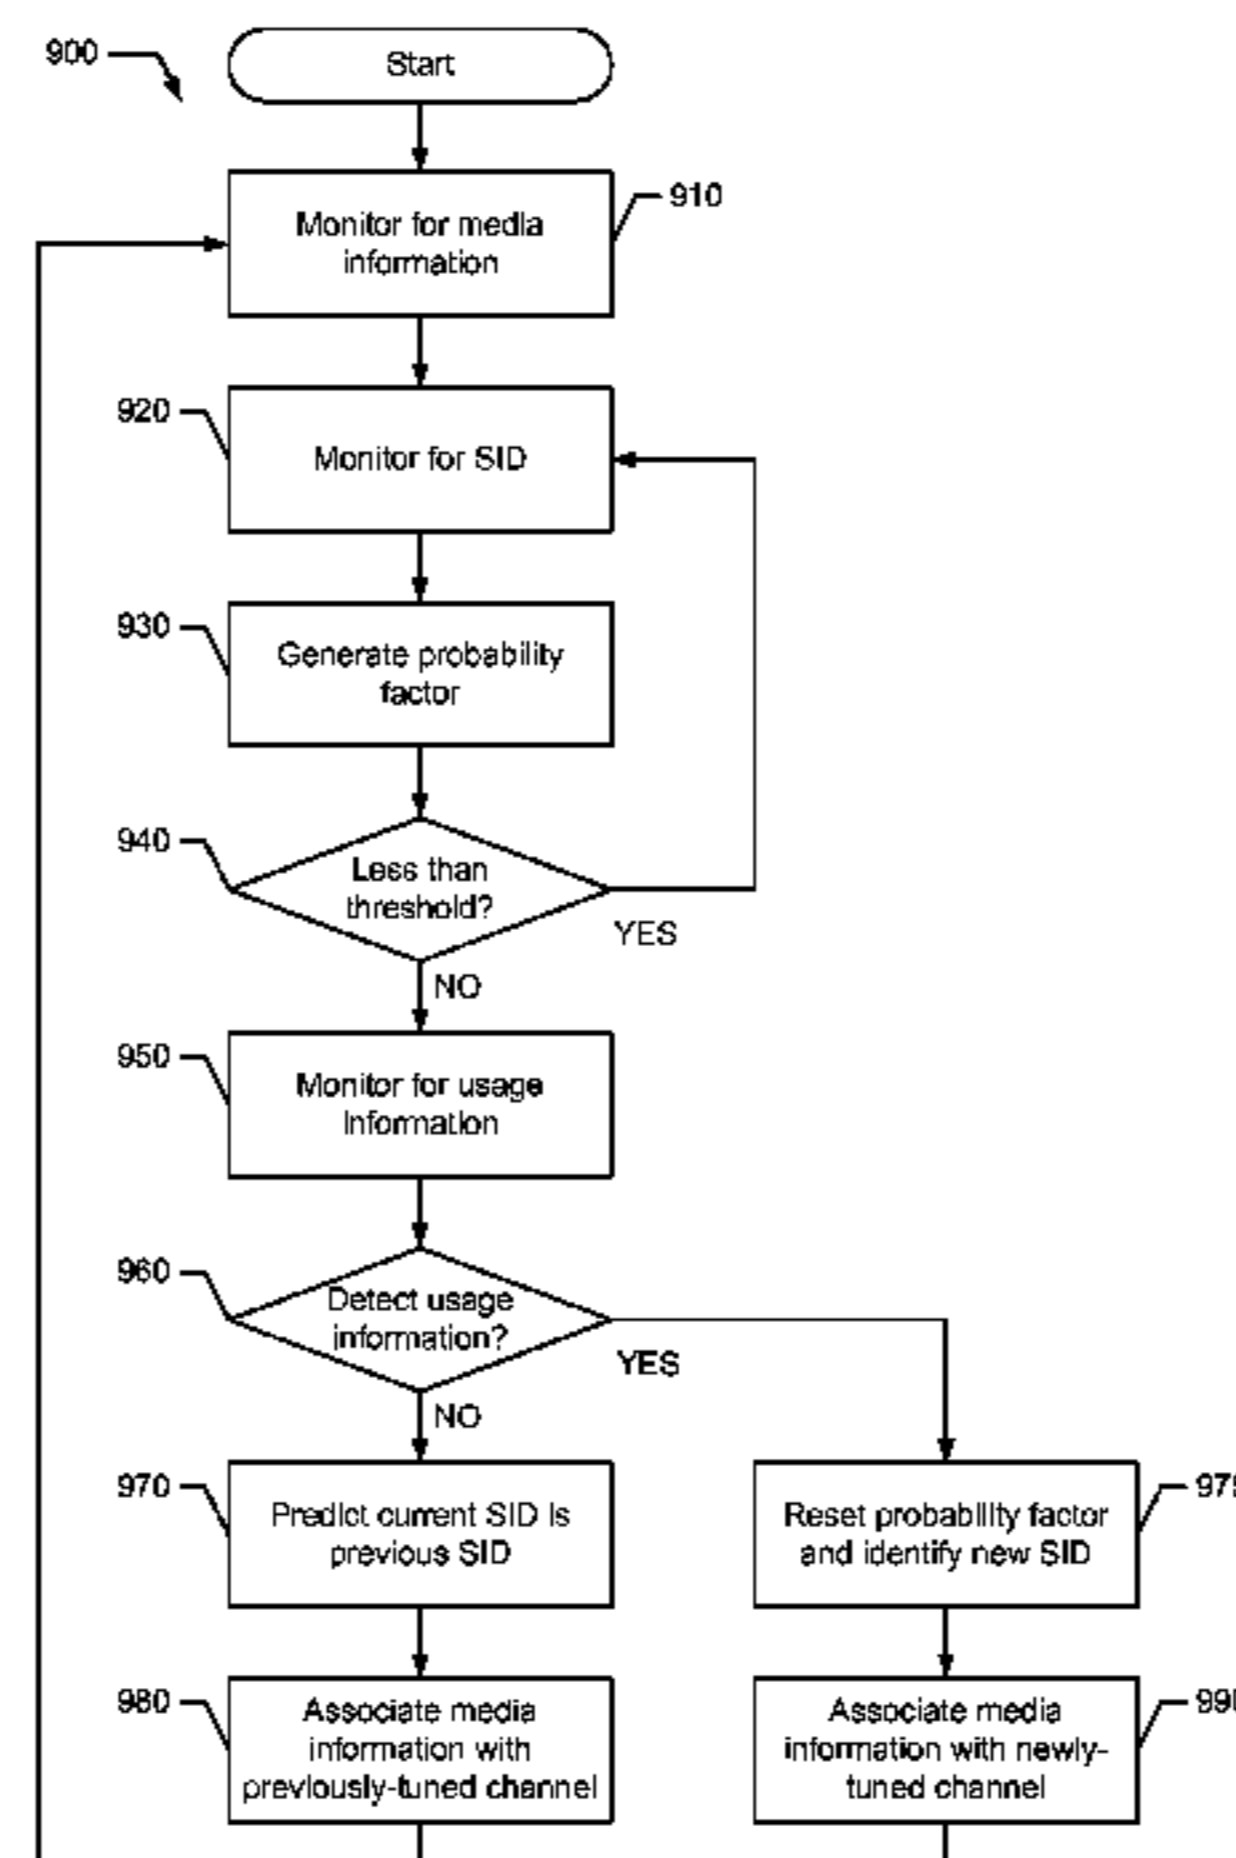 900
Start
910
Monitor for media
information
920
Monitor for SID
930
Generate probability
factor
940
Less than
threshold?
YES
NO
950
Monitor for usage
information
960
Detect usage
information?
YES
NO
970
Predict current SID is
previous SID
Reset probability factor
and identify new SID
980
Associate media
information with
previously-tuned channel
Associate media
information with newly-
tuned channel